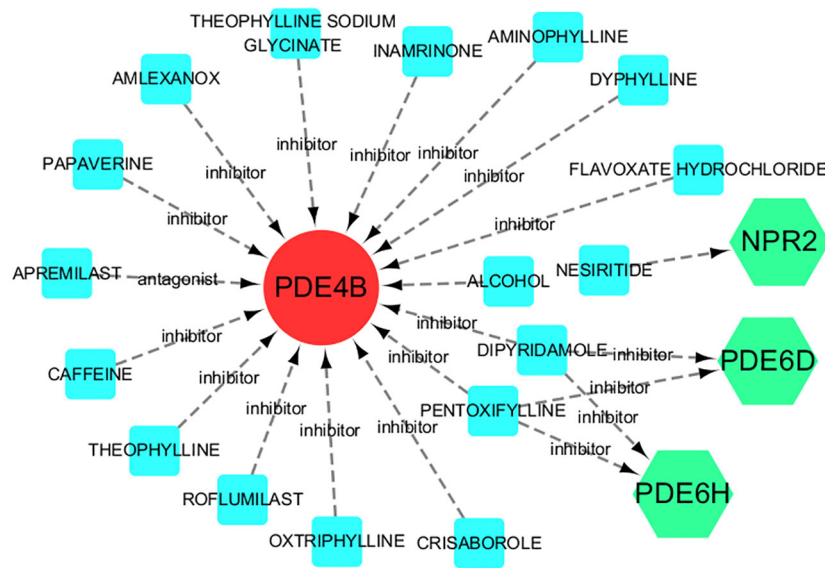 THEOPHYLLINE SODIUM
GLYCINATE
INAMRINONE
AMINOPHYLLINE
AMLEXANOX
DYPHYLLINE
inhibitor
inhibitor
inhibitor
inhibitor
inhibitor
PAPAVERINE
FLAVOXATE HYDROCHLORIDE
inhibitor
inhibitor
NPR2
APREMILAST
antagonist
PDE4B
ALCOHOL
NESIRITIDE
inhibitor
inhibitor
DIPYRIDAMOLE
inhibitor
PDE6D
CAFFEINE
inhibitor
inhibitor
inhibitor
PENTOXIFYLLINE
inhibitor
inhibitor
inhibitor
inhibitor
inhibitor
THEOPHYLLINE
ROFLUMILAST
PDE6H
OXTRIPHYLLINE
CRISABOROLE